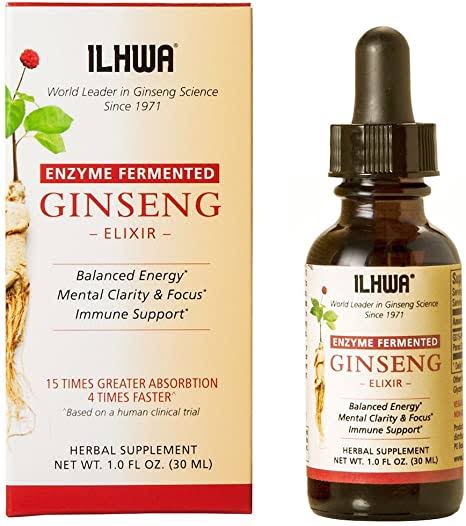 ILHWA®
World Leader in Ginseng Science
Since 1971
ENZYME FERMENTED
GINSENG
– ELIXIR –
Balanced Energy*
Mental Clarity & Focus*
Immune Support*
15 TIMES GREATER ABSORBTION
4 TIMES FASTER^
^Based on a human clinical trial
HERBAL SUPPLEMENT
NET WT. 1.0 FL OZ. (30 ML)
ILHWA®
World Leader in Ginseng Science
Since 1971
ENZYME FERMENTED
GINSENG
– ELIXIR –
Balanced Energy*
Mental Clarity & Focus*
Immune Support*
HERBAL SUPPLEMENT
NET WT. 1.0 FL OZ. (30 ML)